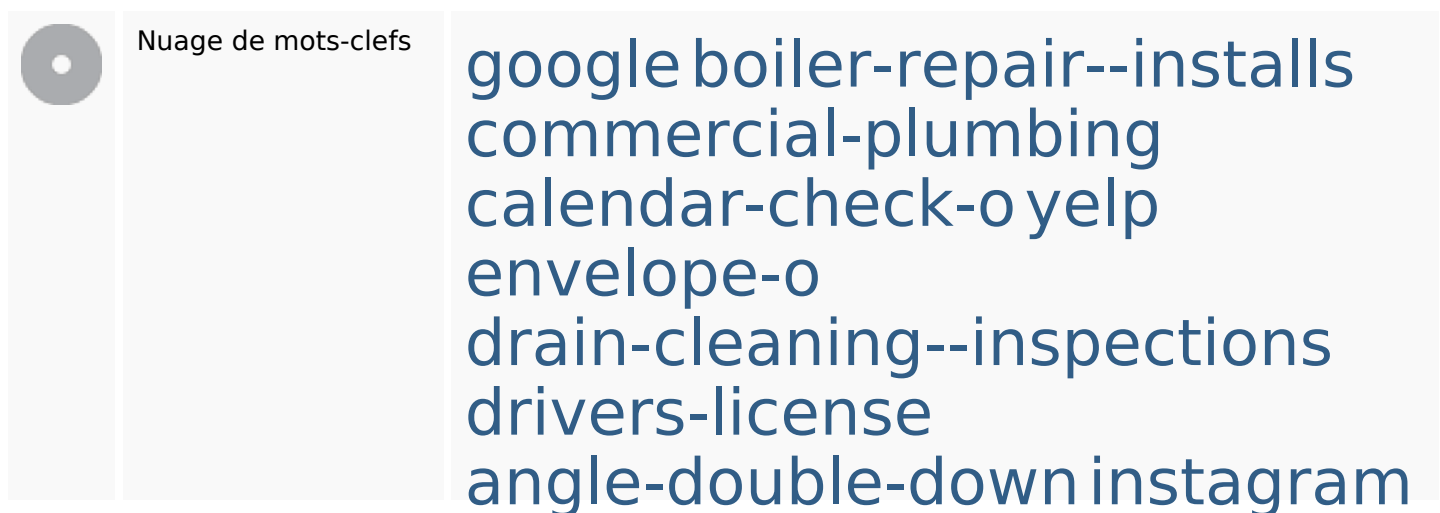 Nuage de mots-clefs
google boiler-repair--installs
commercial-plumbing
calendar-check-o yelp
envelope-o
drain-cleaning--inspections
drivers-license
angle-double-down instagram